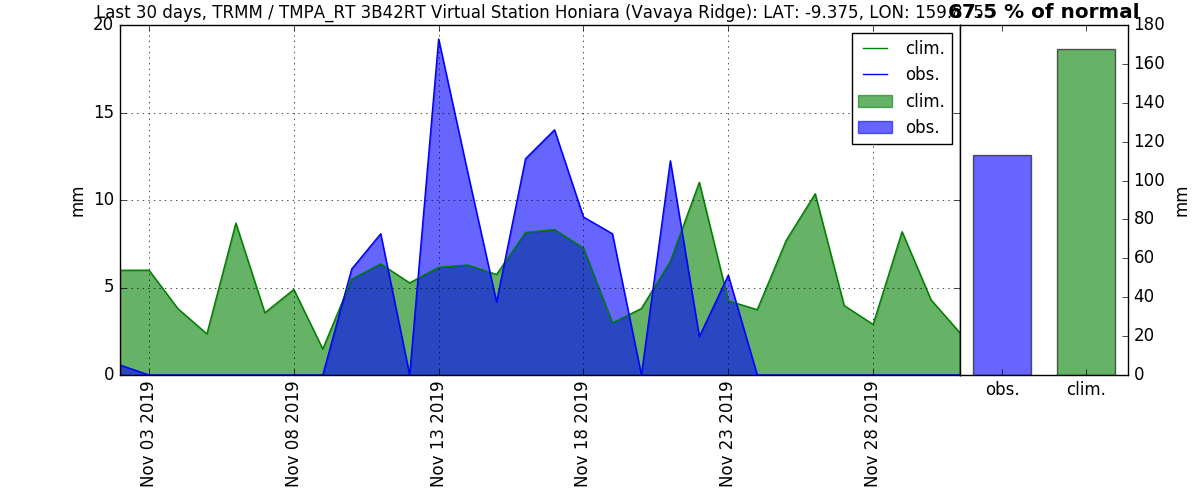 Last 30 days, TRMM / TMPA_RT 3B42RT Virtual Station Honiara (Vavaya Ridge): LAT: -9.375, LON:
67.5 % of normal
20
15
10
5
0
mm
clim.
obs.
clim.
obs.
Nov 03 2019
Nov 08 2019
Nov 13 2019
Nov 18 2019
Nov 23 2019
Nov 28 2019
180
160
140
120
100
80
60
40
20
0
mm
obs.
clim.